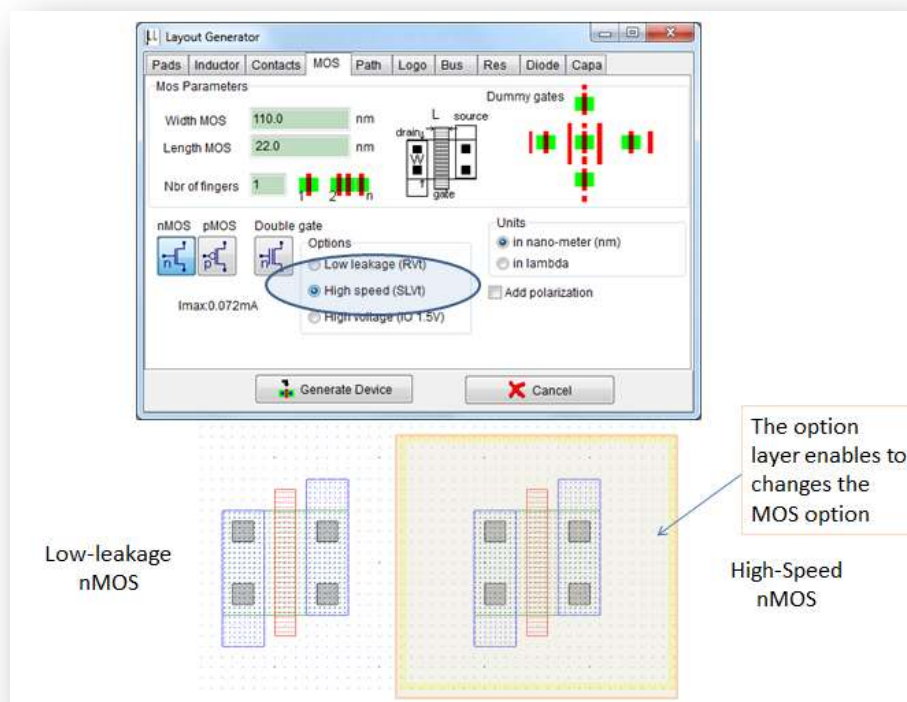 Layout Generator
Pads Inductor Contacts MOS Path Logo Bus Res Diode Capa
Mos Parameters
Dummy gates
Width MOS 110.0 nm
Length MOS 22.0 nm
Nbr of fingers 1
1 2 n
L source
drain
W
gate
nMOS pMOS Double gate
n p n
Options
Low leakage (RVt)
High speed (SLVt)
High voltage (IO 1.5V)
Imax:0.072mA
Units
in nano-meter (nm)
in lambda
Add polarization
Generate Device
Cancel
The option
layer enables to
changes the
MOS option
Low-leakage
nMOS
High-Speed
nMOS